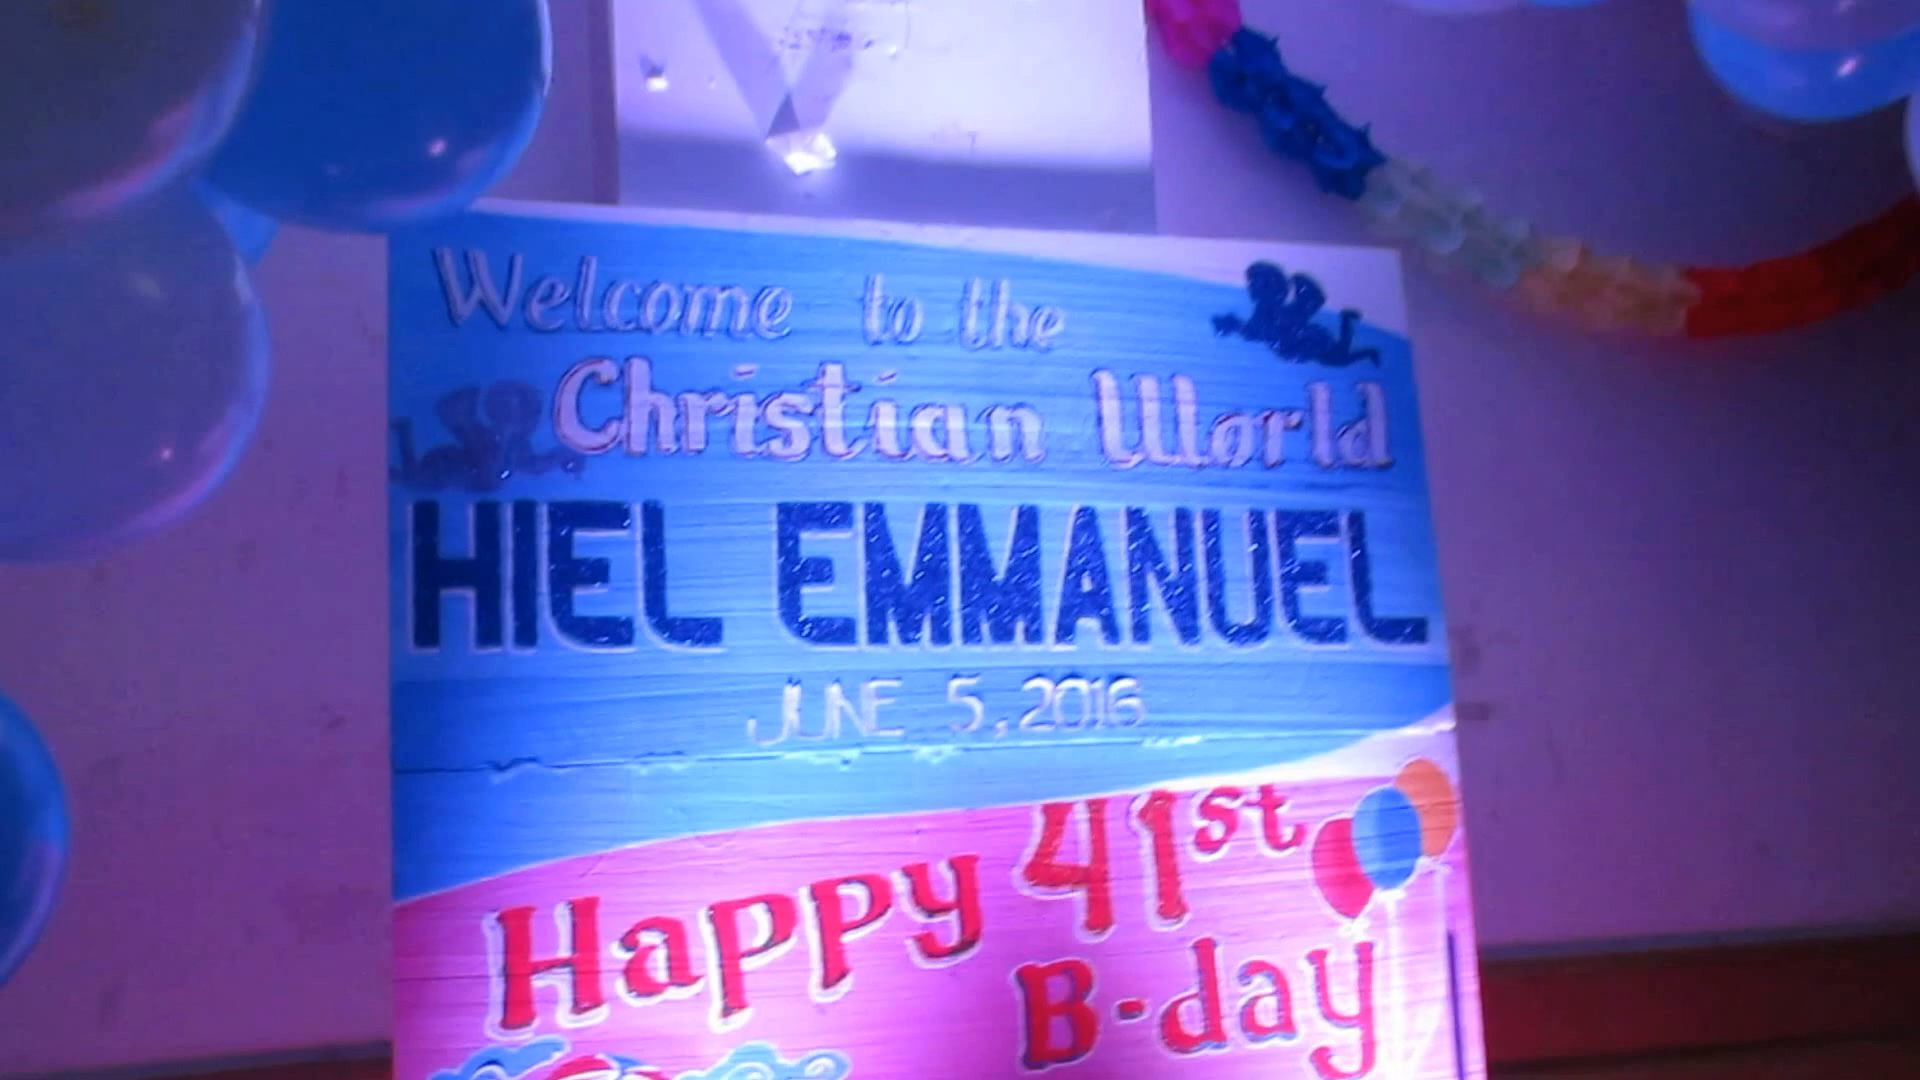 Welcome to the
Christian World
HIEL EMMANUEL
JUNE 5, 2016
Happy 41st
B-day